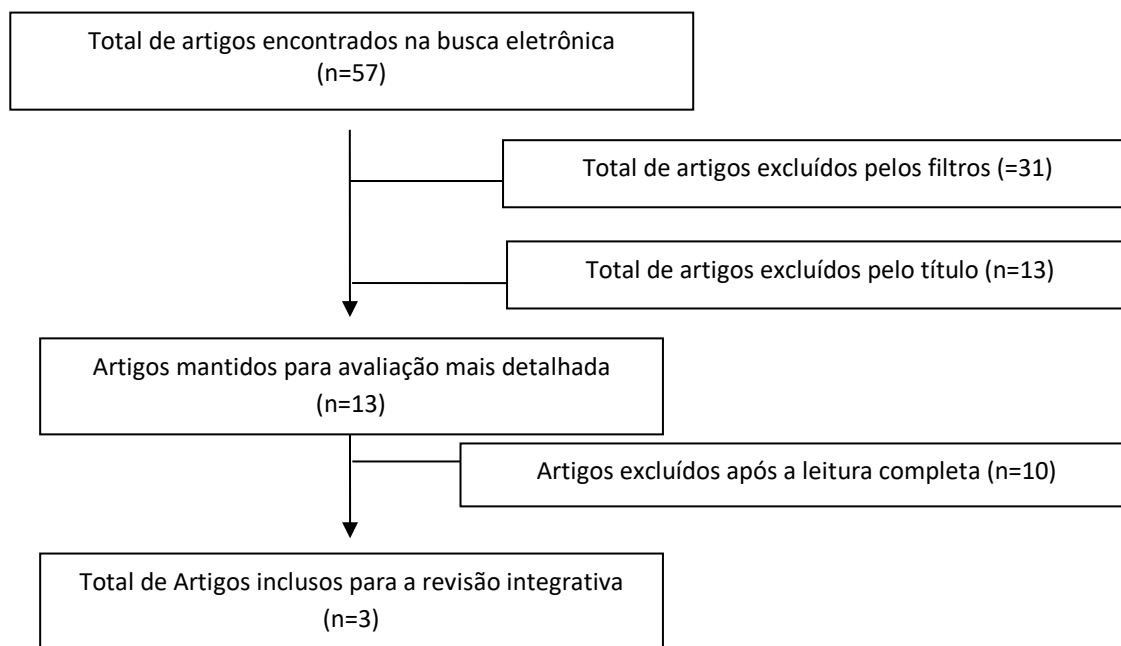 Total de artigos encontrados na busca eletrônica
(n=57)
Total de artigos excluídos pelos filtros (=31)
Total de artigos excluídos pelo título (n=13)
Artigos mantidos para avaliação mais detalhada
(n=13)
Artigos excluídos após a leitura completa (n=10)
Total de Artigos inclusos para a revisão integrativa
(n=3)